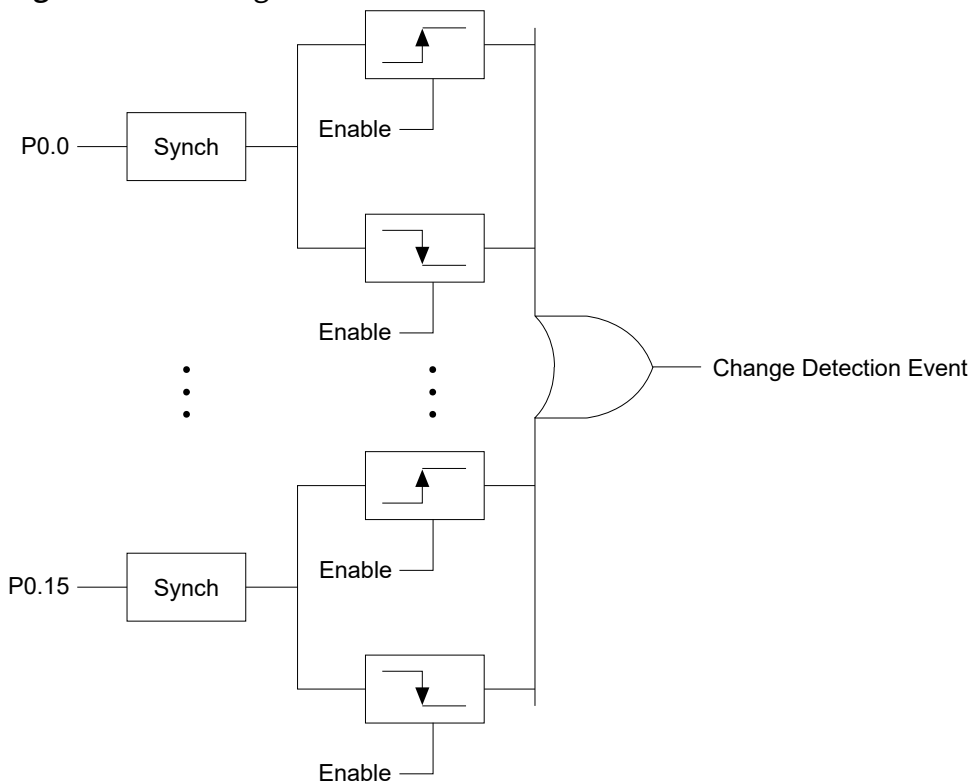 Enable
P0.0
Synch
Enable
Change Detection Event
Enable
P0.15
Synch
Enable